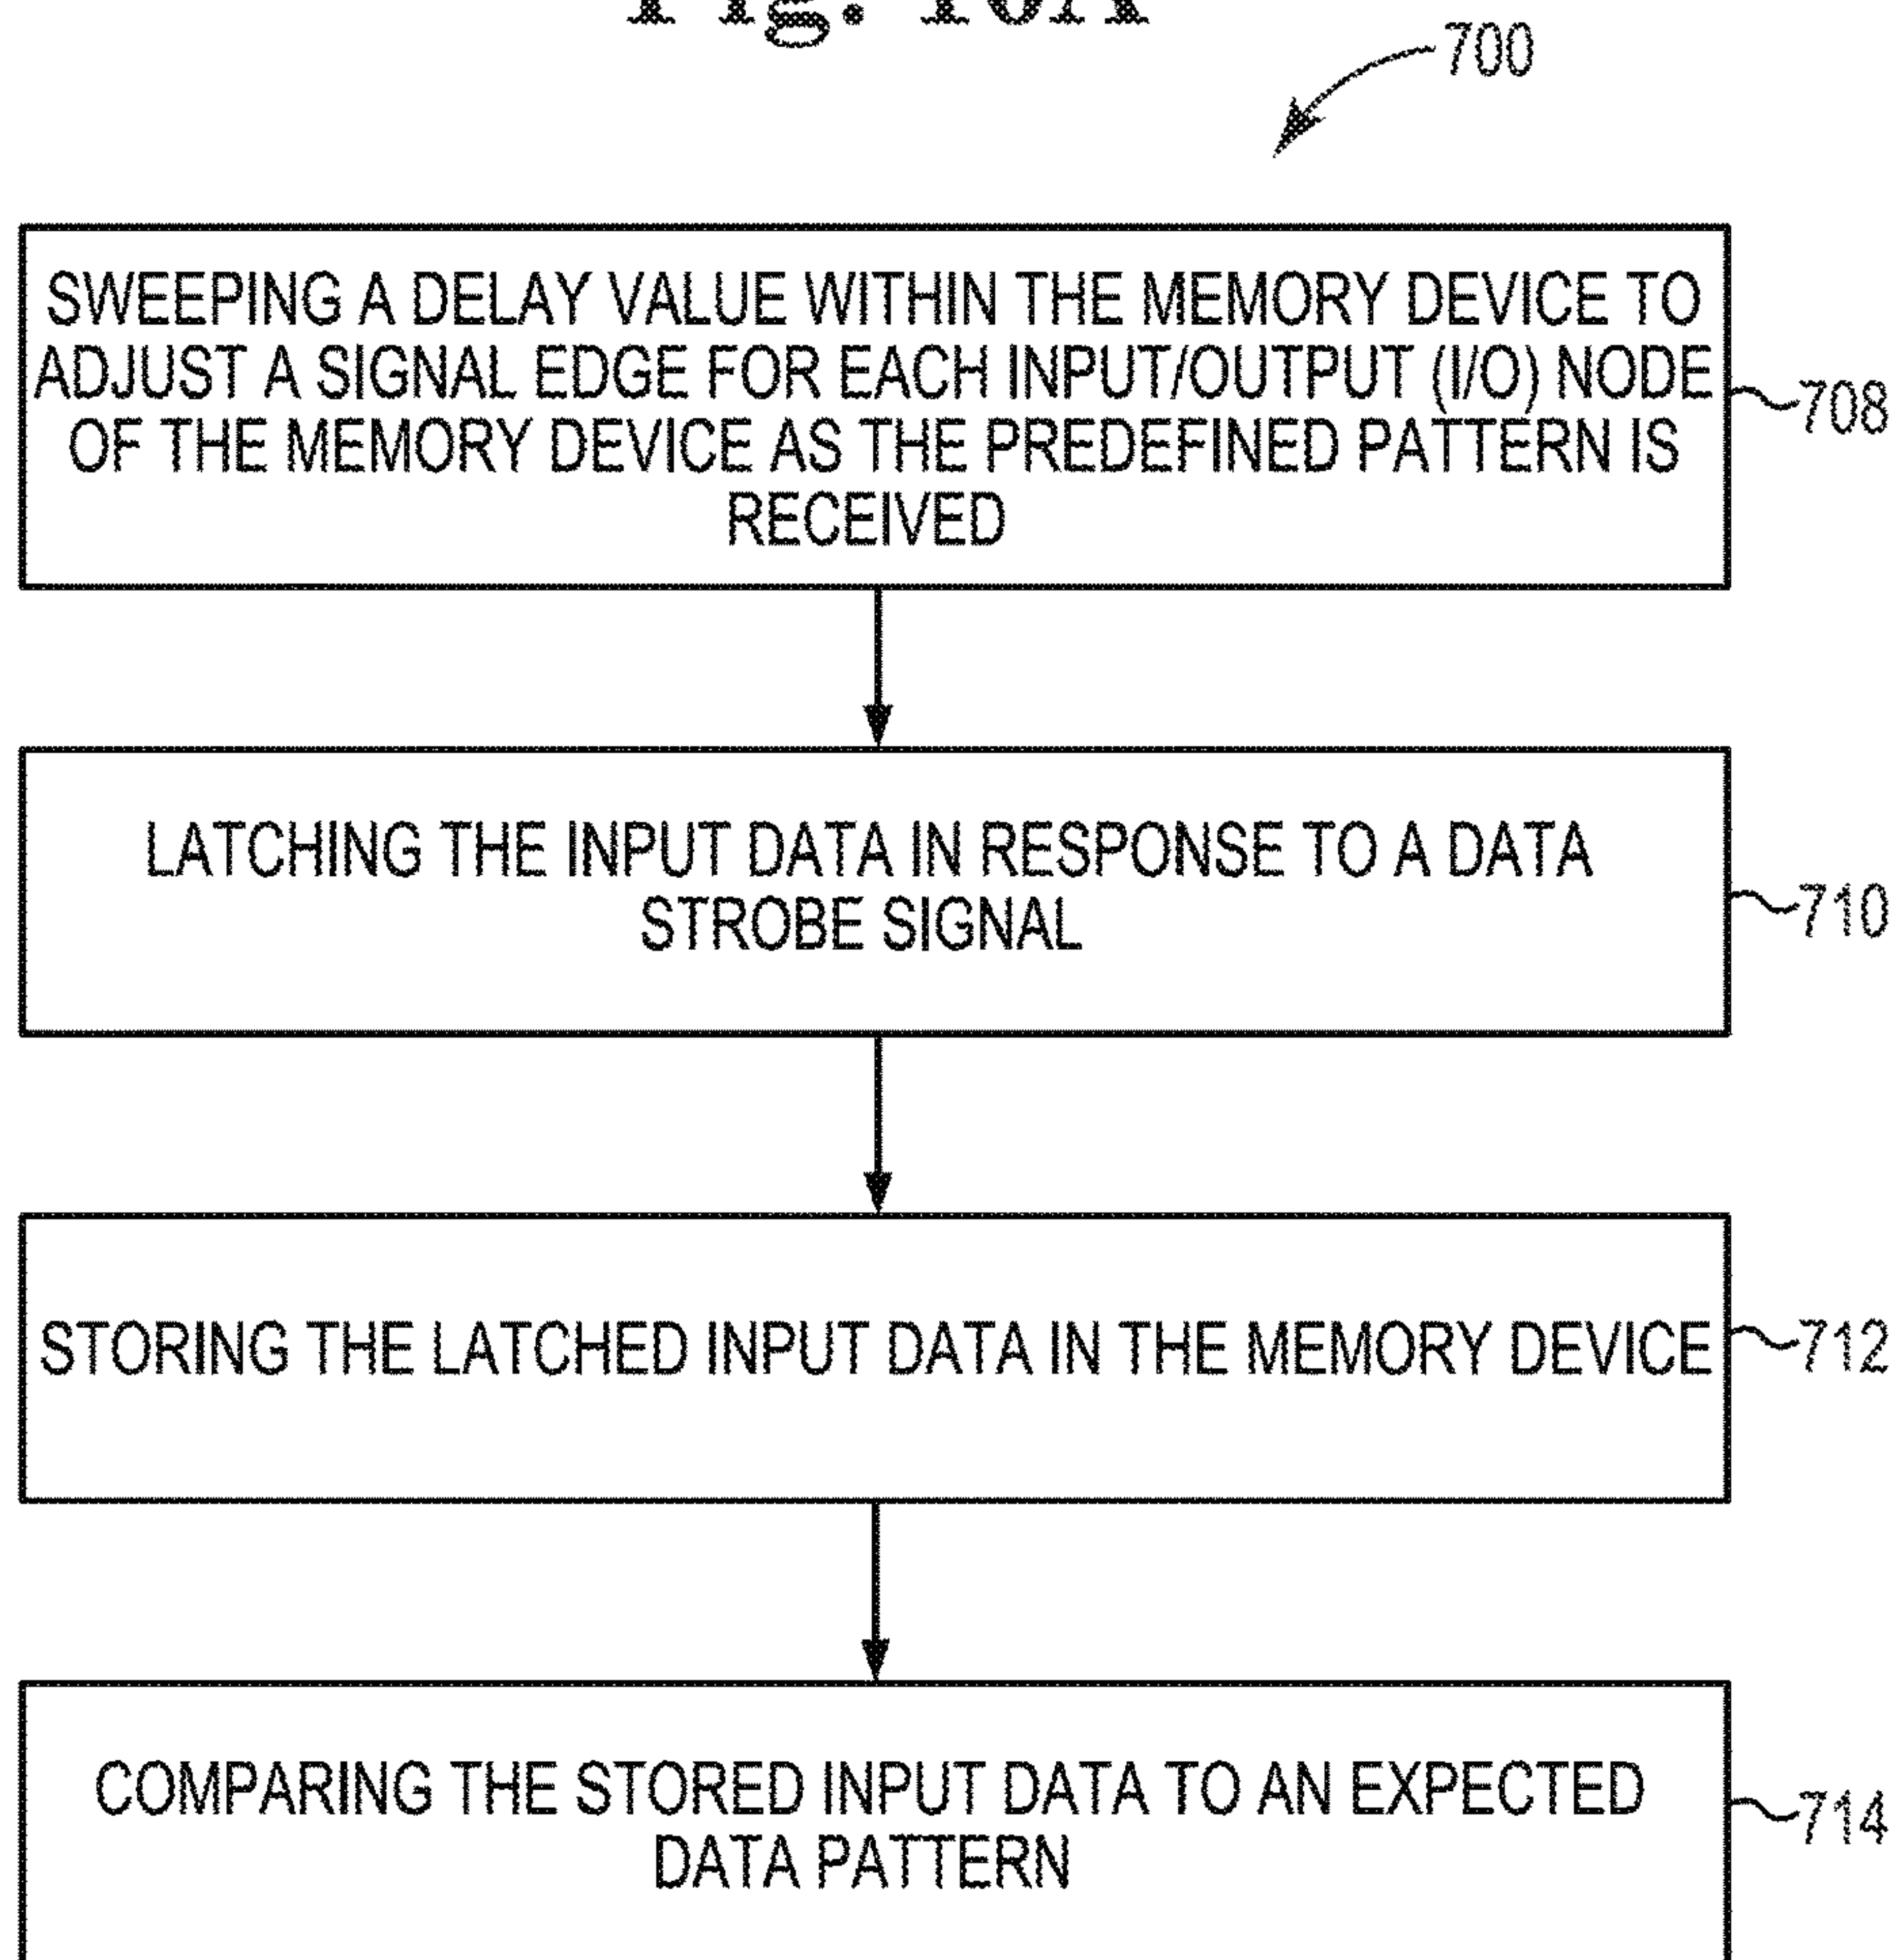 Fig. 10A
700
SWEEPING A DELAY VALUE WITHIN THE MEMORY DEVICE TO
ADJUST A SIGNAL EDGE FOR EACH INPUT/OUTPUT (I/O) NODE
OF THE MEMORY DEVICE AS THE PREDEFINED PATTERN IS
RECEIVED
708
LATCHING THE INPUT DATA IN RESPONSE TO A DATA
STROBE SIGNAL
710
STORING THE LATCHED INPUT DATA IN THE MEMORY DEVICE
712
COMPARING THE STORED INPUT DATA TO AN EXPECTED
DATA PATTERN
714